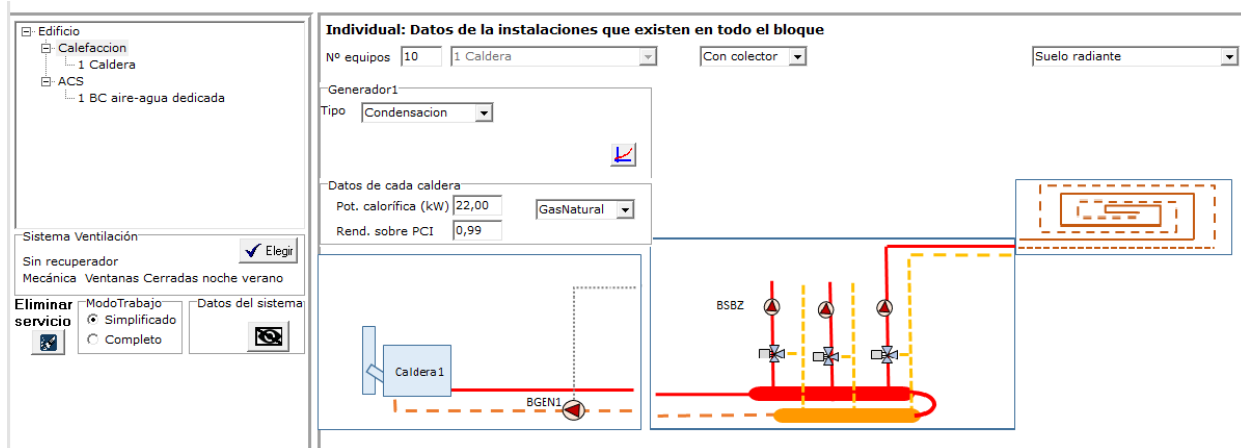 Edificio
Calefaccion
1 Caldera
ACS
1 BC aire-agua dedicada
Sistema Ventilación
Elegir
Sin recuperador
Mecánica Ventanas Cerradas noche verano
Eliminar servicio
ModoTrabajo
Simplificado
Completo
Datos del sistema
Individual: Datos de la instalaciones que existen en todo el bloque
Nº equipos 10 1 Caldera Con colector Suelo radiante
Generador1
Tipo Condensacion
Datos de cada caldera
Pot. calorífica (kW) 22,00 GasNatural
Rend. sobre PCI 0,99
Caldera1
BGEN1
BSBZ